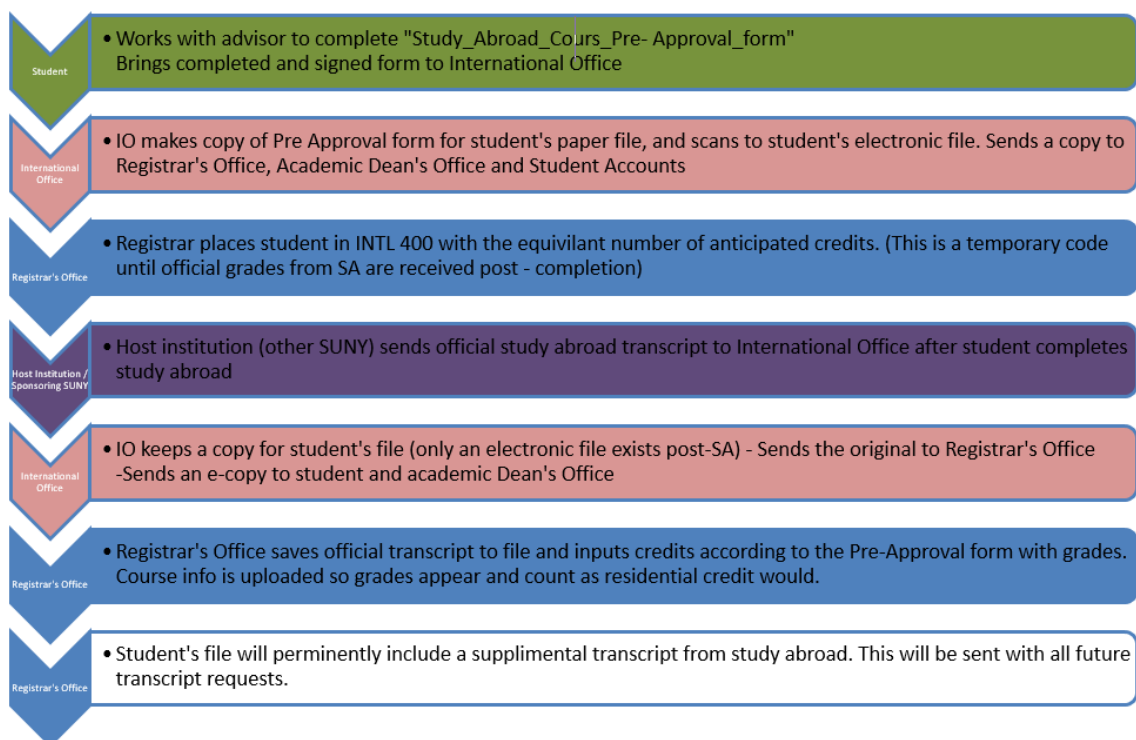 Student
• Works with advisor to complete "Study_Abroad_Cours_Pre- Approval_form"
Brings completed and signed form to International Office
International
Office
• IO makes copy of Pre Approval form for student's paper file, and scans to student's electronic file. Sends a copy to
Registrar's Office, Academic Dean's Office and Student Accounts
Registrar's Office
• Registrar places student in INTL 400 with the equivilant number of anticipated credits. (This is a temporary code
until official grades from SA are received post - completion)
Host Institution /
Sponsoring SUNY
• Host institution (other SUNY) sends official study abroad transcript to International Office after student completes
study abroad
International
Office
• IO keeps a copy for student's file (only an electronic file exists post-SA) - Sends the original to Registrar's Office
-Sends an e-copy to student and academic Dean's Office
Registrar's Office
• Registrar's Office saves official transcript to file and inputs credits according to the Pre-Approval form with grades.
Course info is uploaded so grades appear and count as residential credit would.
Registrar's Office
• Student's file will perminently include a supplimental transcript from study abroad. This will be sent with all future
transcript requests.